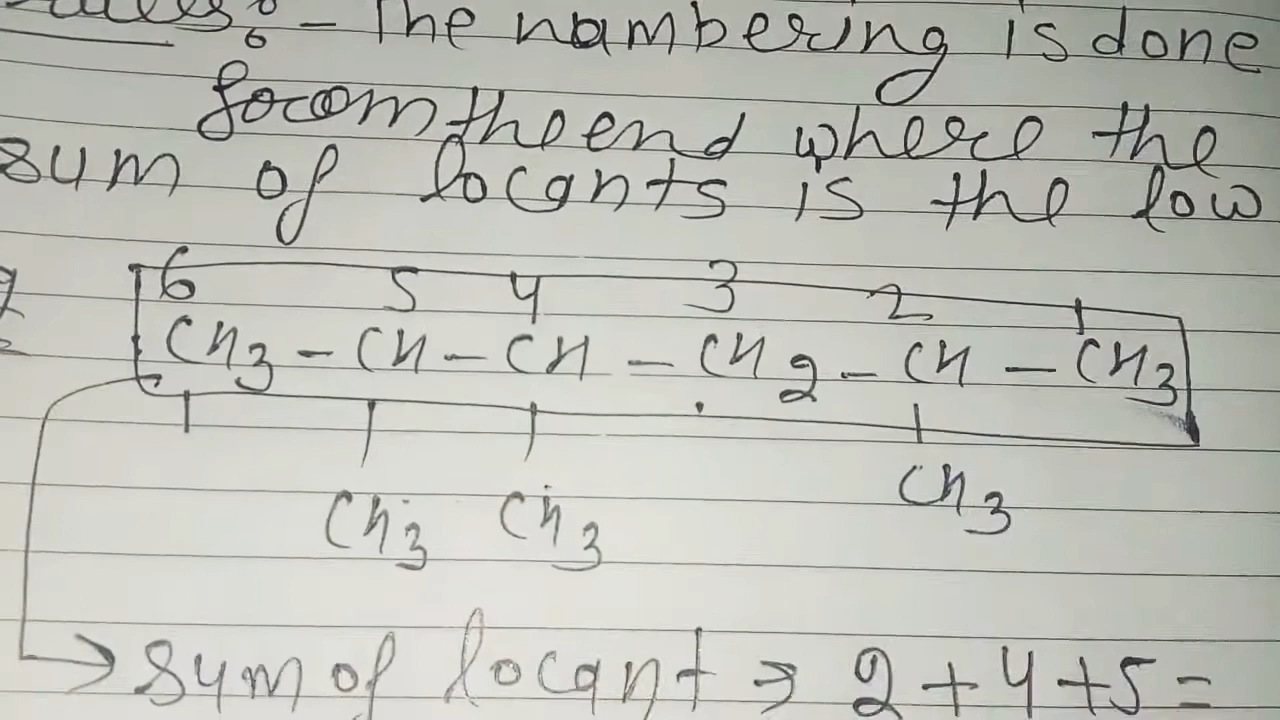 - The numbering is done
from the end where the
sum of locants is the low
6 5 4 3 2 1
CH3 - CH - CH - CH2 - CH - CH3
CH3 CH3 CH3
→ Sum of locant ⇒ 2 + 4 + 5 =